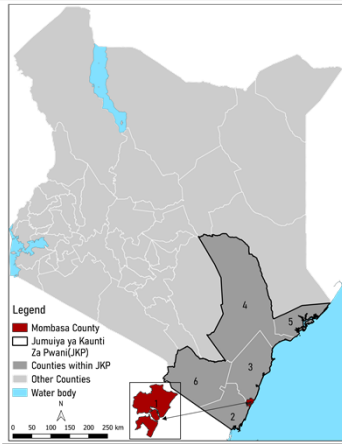 4
5
3
6
1
2
Legend
Mombasa County
Jumuiya ya Kaunti
Za Pwani(JKP)
Counties within JKP
Other Counties
Water body
N
0 50 100 150 200 250 km